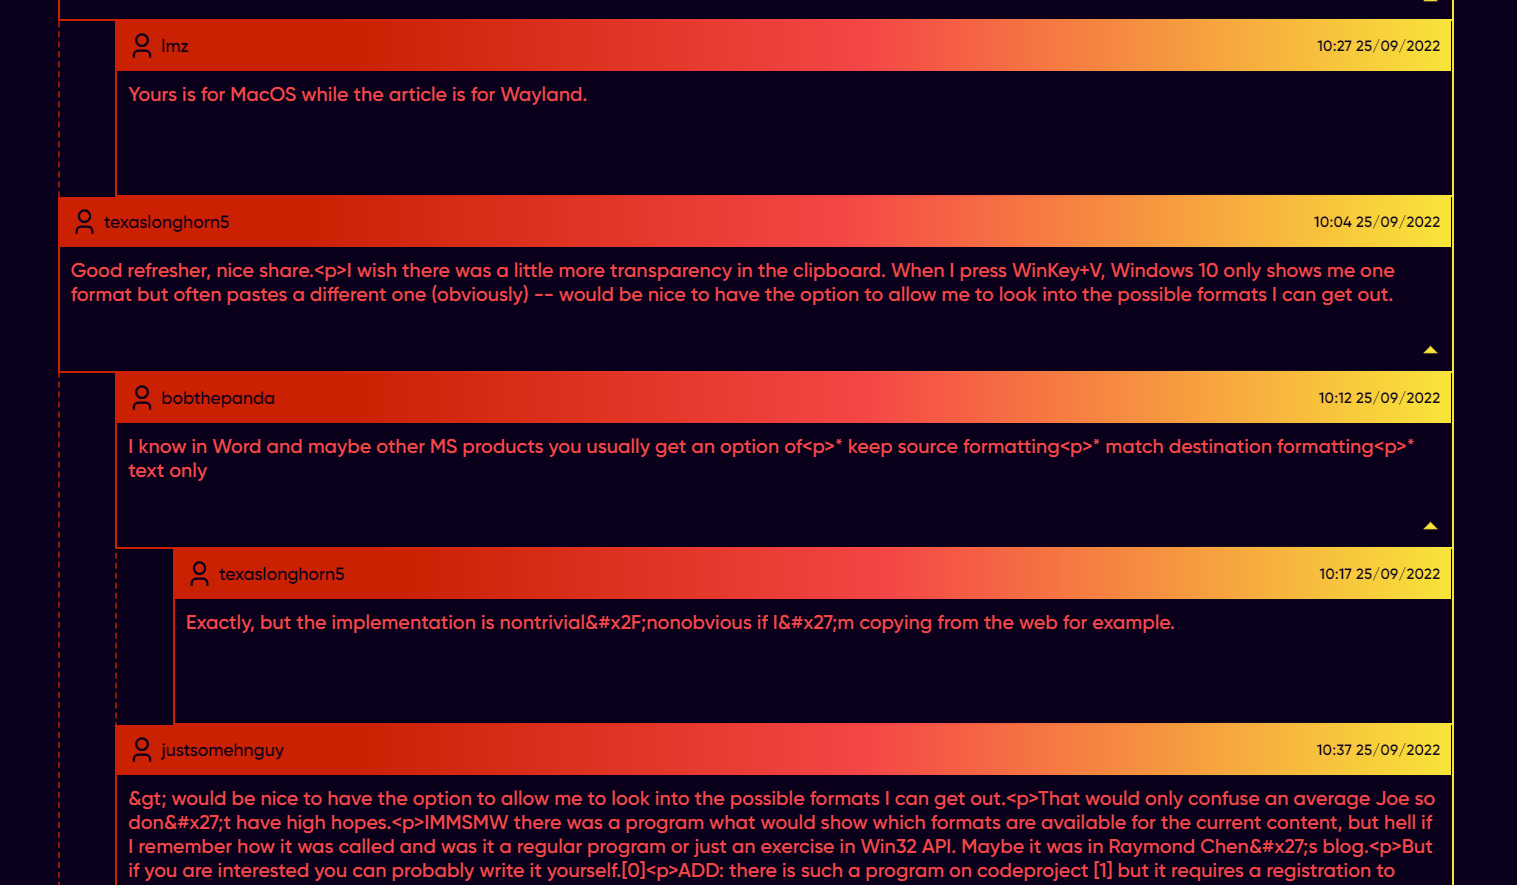 lmz
10:27 25/09/2022
Yours is for MacOS while the article is for Wayland.
texaslonghorn5
10:04 25/09/2022
Good refresher, nice share.<p>I wish there was a little more transparency in the clipboard. When I press WinKey+V, Windows 10 only shows me one
format but often pastes a different one (obviously) -- would be nice to have the option to allow me to look into the possible formats I can get out.
bobthepanda
10:12 25/09/2022
I know in Word and maybe other MS products you usually get an option of<p>* keep source formatting<p>* match destination formatting<p>*
text only
texaslonghorn5
10:17 25/09/2022
Exactly, but the implementation is nontrivial&#x2F;nonobvious if I&#x27;m copying from the web for example.
justsomehnguy
10:37 25/09/2022
&gt; would be nice to have the option to allow me to look into the possible formats I can get out.<p>That would only confuse an average Joe so
don&#x27;t have high hopes.<p>IMMSMW there was a program what would show which formats are available for the current content, but hell if
I remember how it was called and was it a regular program or just an exercise in Win32 API. Maybe it was in Raymond Chen&#x27;s blog.<p>But
if you are interested you can probably write it yourself.[0]<p>ADD: there is such a program on codeproject [1] but it requires a registration to